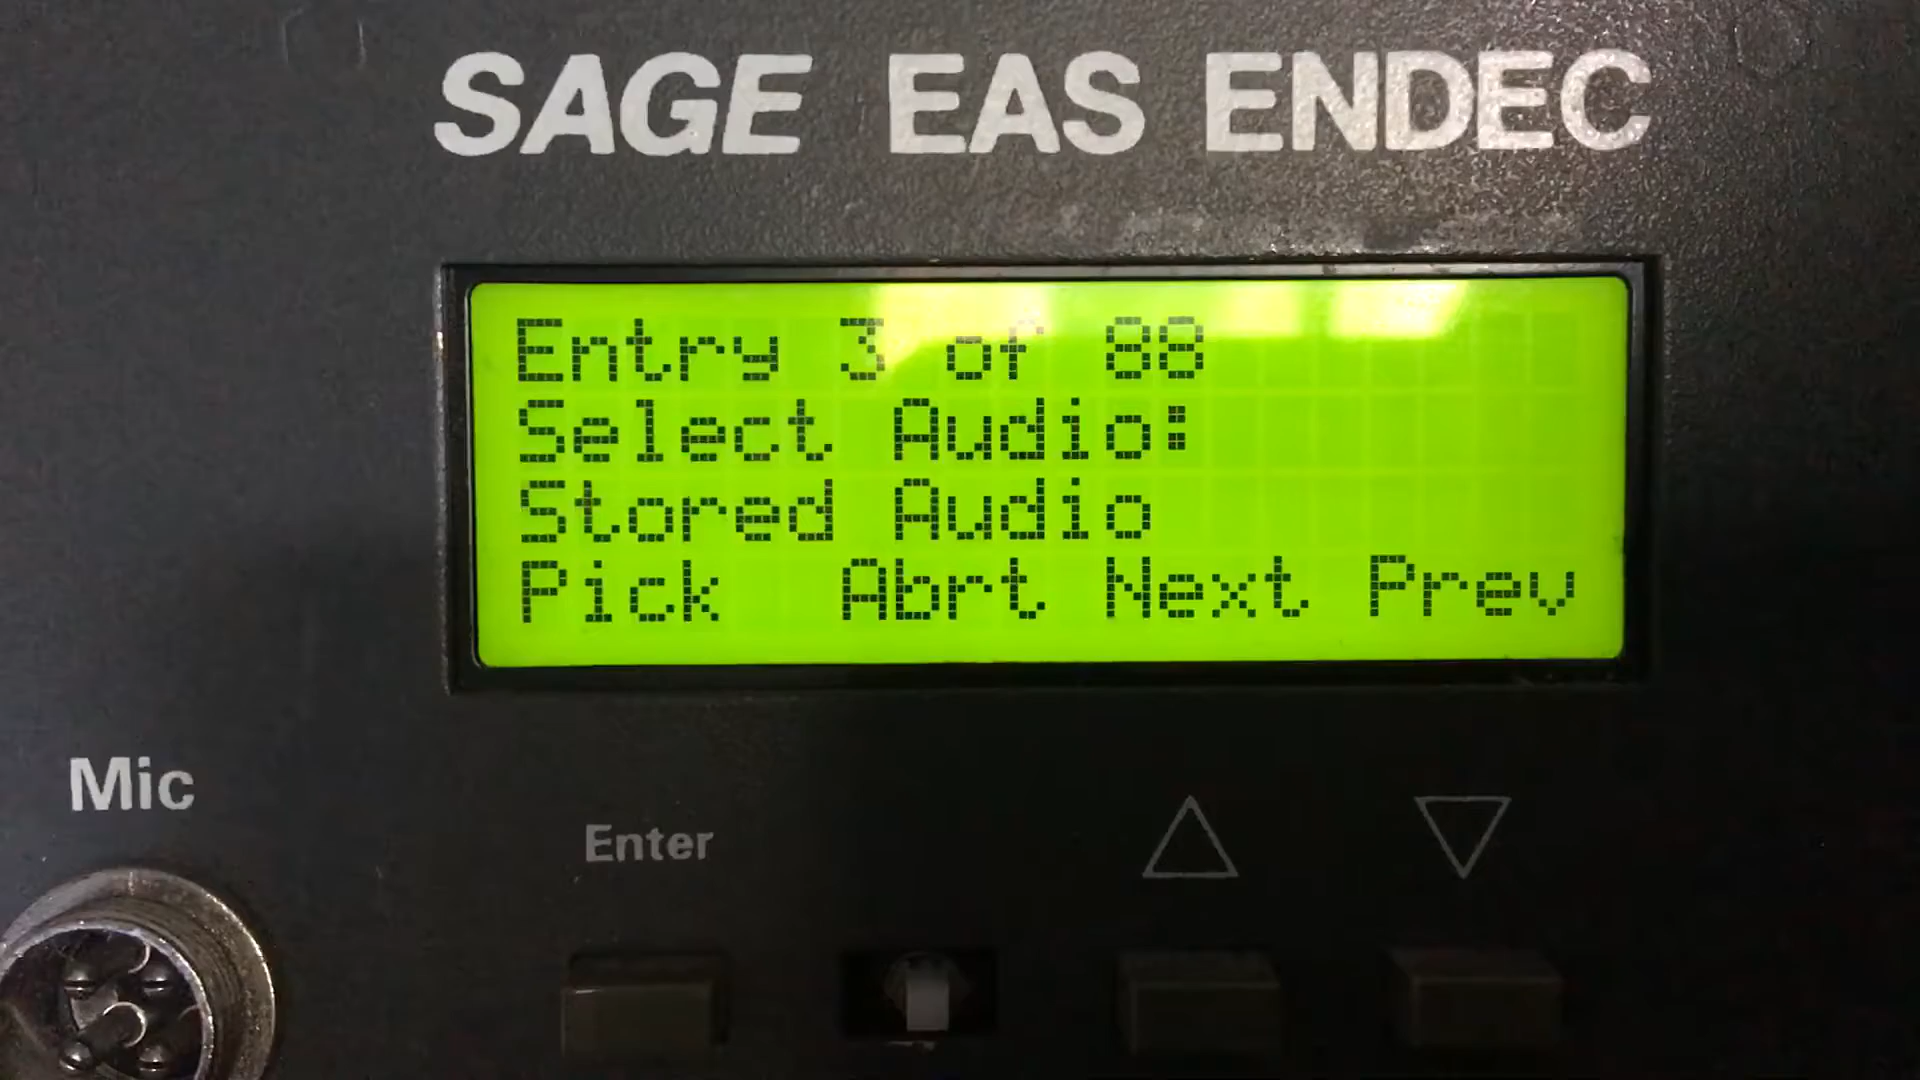 SAGE EAS ENDEC
Entry 3 of 88
Select Audio:
Stored Audio
Pick Abrt Next Prev
Mic
Enter